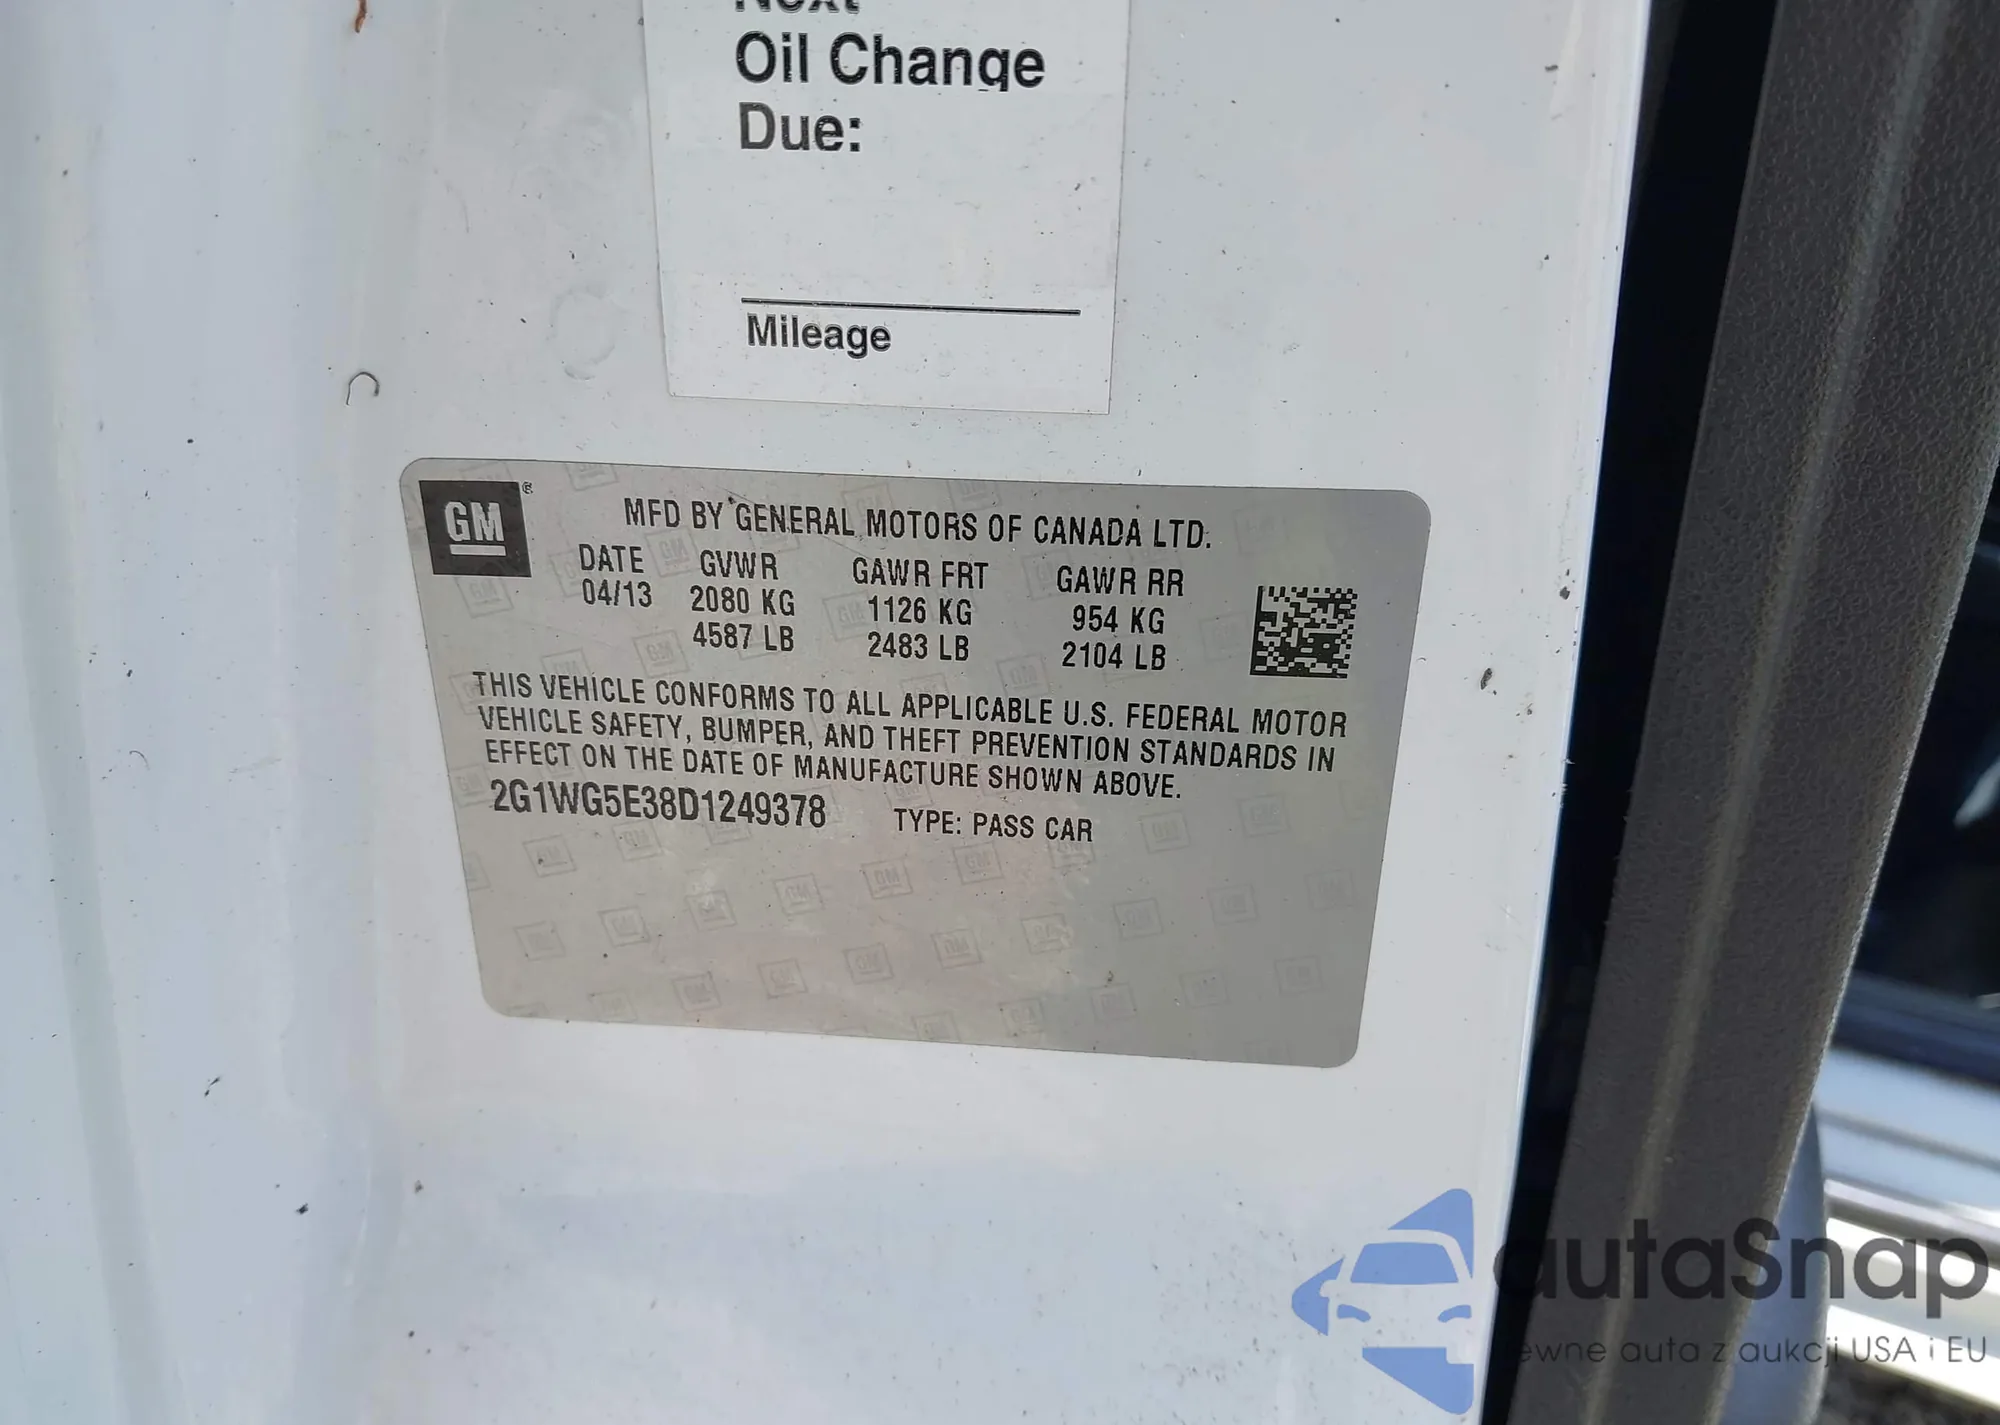 Next
Oil Change
Due:
Mileage
GM
MFD BY GENERAL MOTORS OF CANADA LTD.
DATE GVWR GAWR FRT GAWR RR
04/13 2080 KG 1126 KG 954 KG
4587 LB 2483 LB 2104 LB
THIS VEHICLE CONFORMS TO ALL APPLICABLE U.S. FEDERAL MOTOR
VEHICLE SAFETY, BUMPER, AND THEFT PREVENTION STANDARDS IN
EFFECT ON THE DATE OF MANUFACTURE SHOWN ABOVE.
2G1WG5E38D1249378 TYPE: PASS CAR
autaSnap
auta z aukcji USA i EU